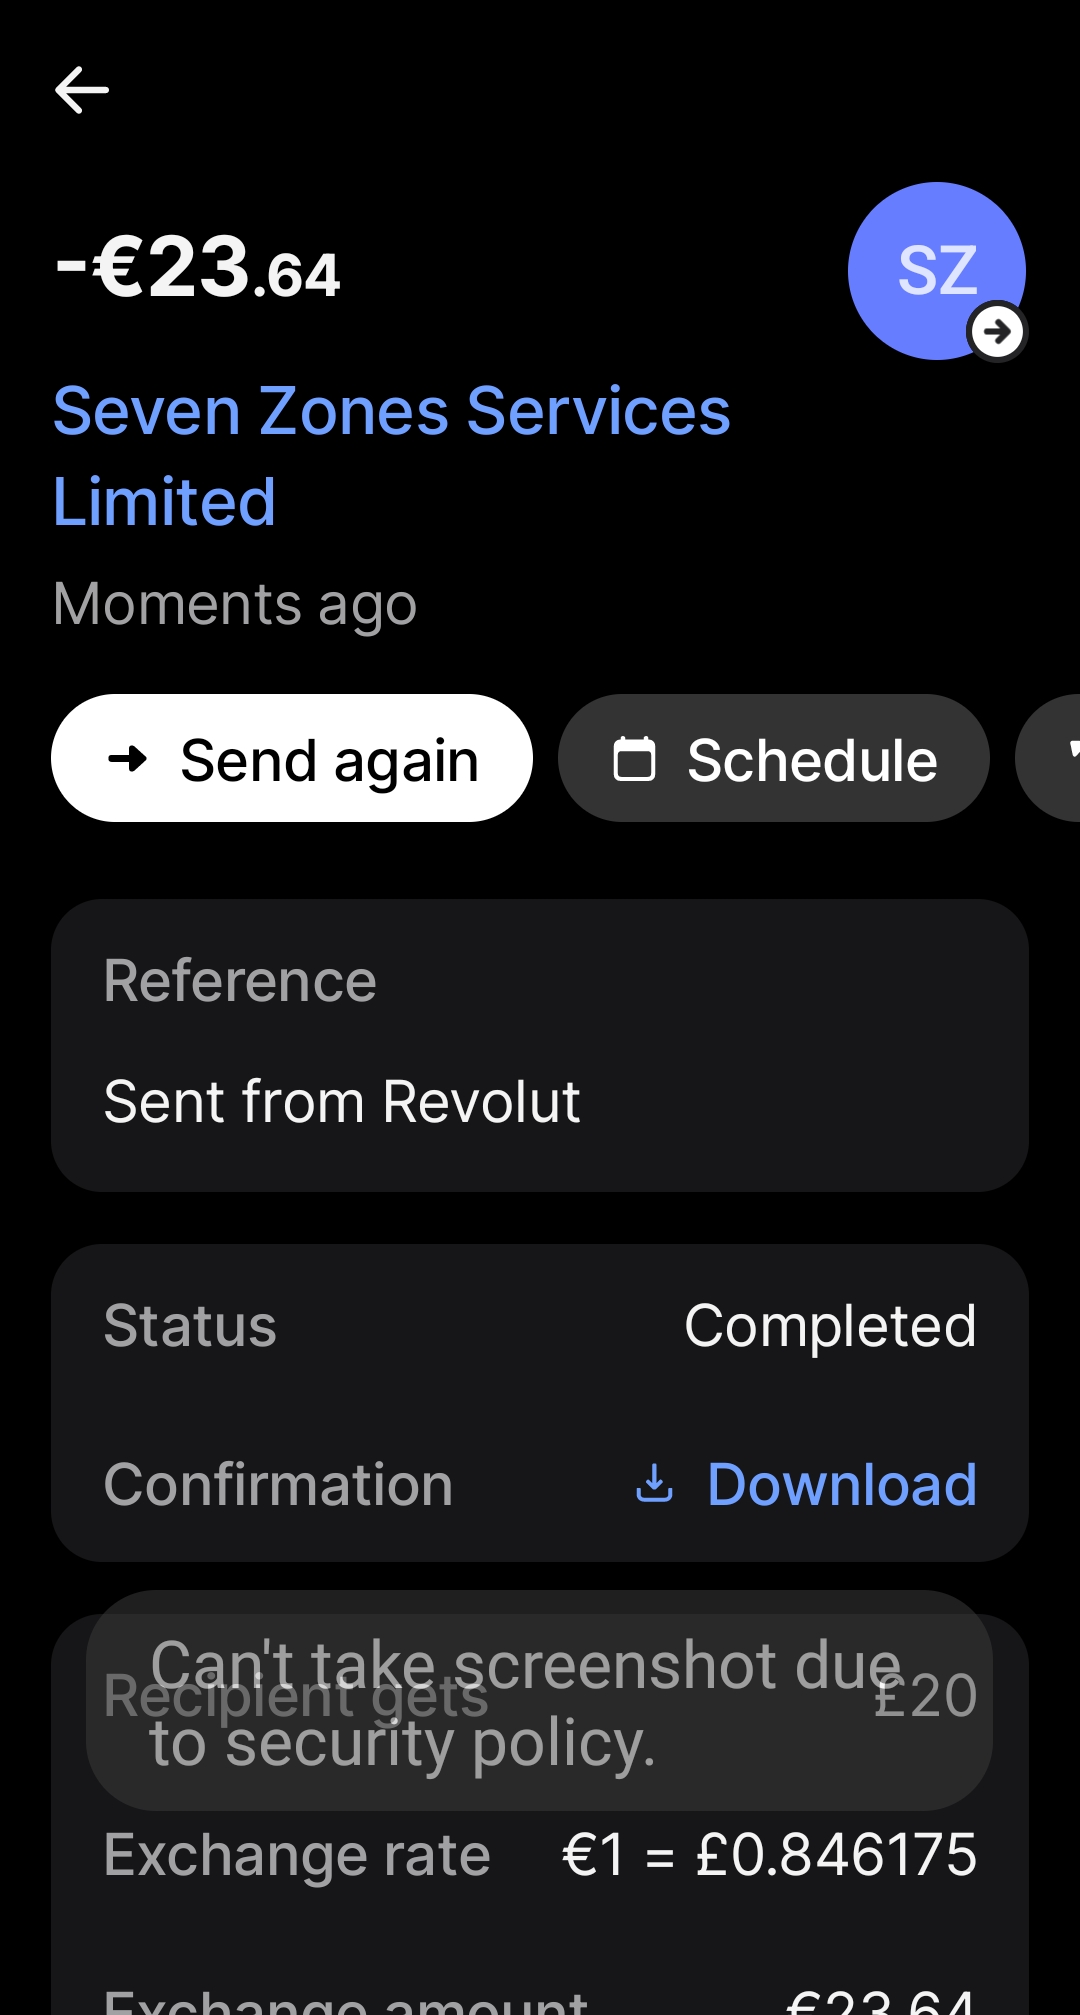 -€23.64
SZ
Seven Zones Services
Limited
Moments ago
Send again
Schedule
Reference
Sent from Revolut
Status Completed
Confirmation Download
Can't take screenshot due
Recipient gets £20
to security policy.
Exchange rate €1 = £0.846175
Exchange amount €23.64